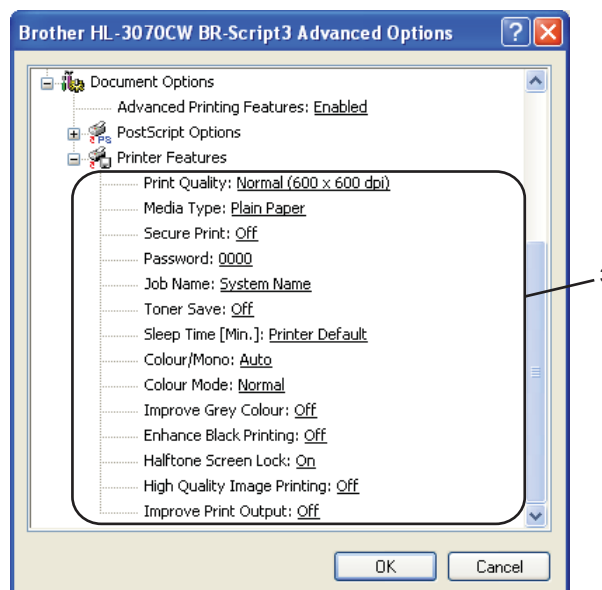 Brother HL-3070CW BR-Script3 Advanced Options
Document Options
Advanced Printing Features: Enabled
PS
PostScript Options
Printer Features
Print Quality: Normal (600 x 600 dpi)
Media Type: Plain Paper
Secure Print: Off
Password: 0000
Job Name: System Name
Toner Save: Off
Sleep Time [Min.]: Printer Default
Colour/Mono: Auto
Colour Mode: Normal
Improve Grey Colour: Off
Enhance Black Printing: Off
Halftone Screen Lock: On
High Quality Image Printing: Off
Improve Print Output: Off
OK Cancel